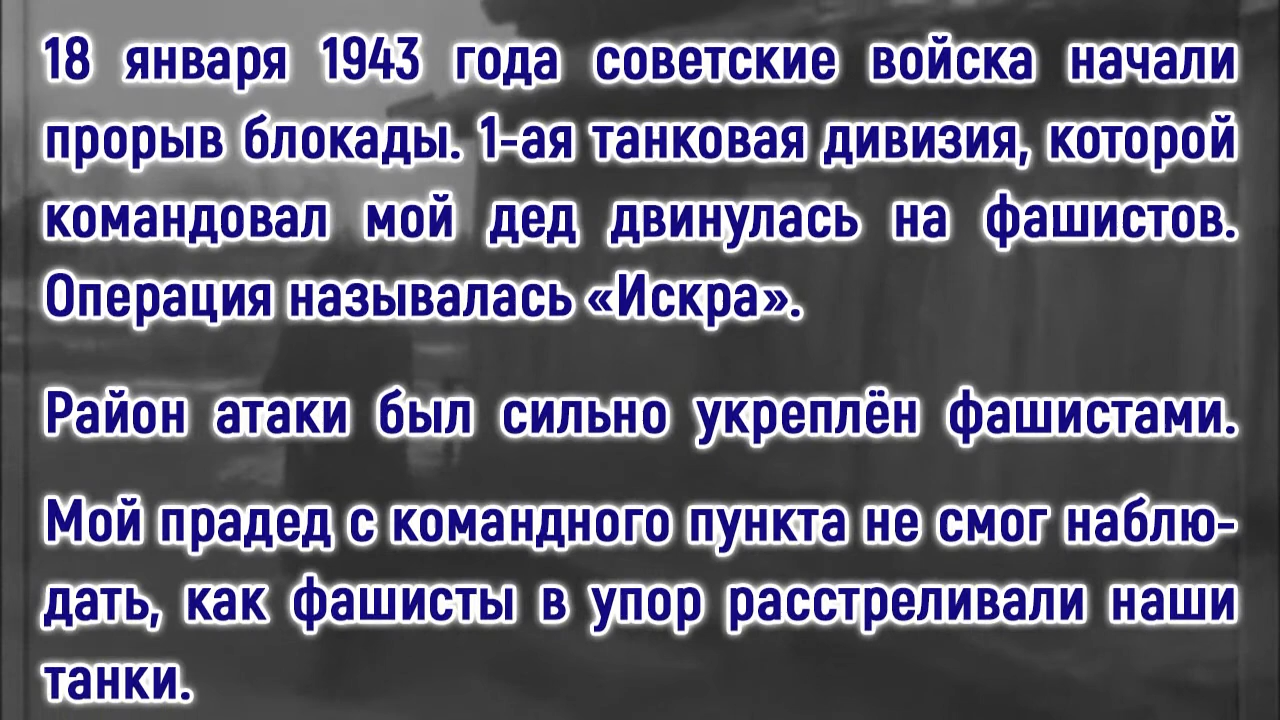 18 января 1943 года советские войска начали
прорыв блокады. 1-ая танковая дивизия, которой
командовал мой дед двинулась на фашистов.
Операция называлась «Искра».
Район атаки был сильно укреплён фашистами.
Мой прадед с командного пункта не смог наблю-
дать, как фашисты в упор расстреливали наши
танки.